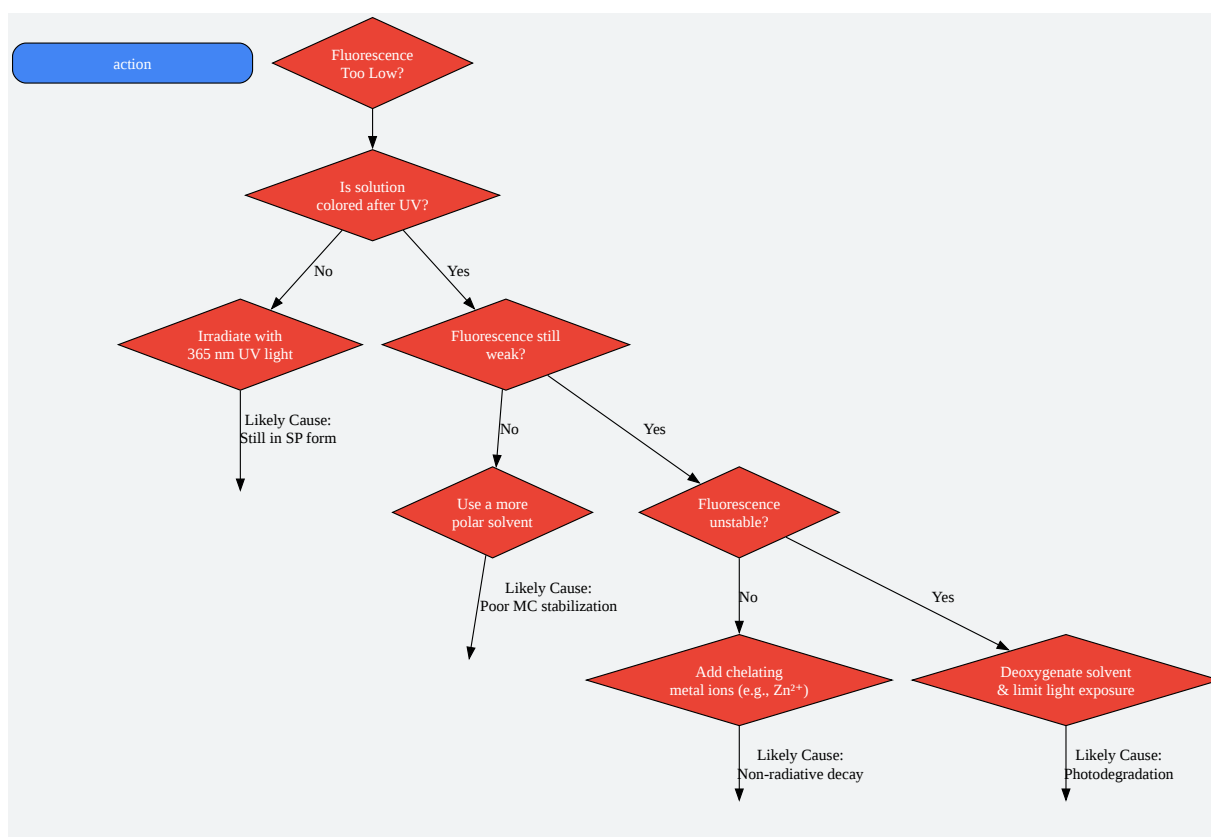 action
Fluorescence
Too Low?
Is solution
colored after UV?
No
Yes
Irradiate with
365 nm UV light
Fluorescence still
weak?
Likely Cause:
Still in SP form
No
Yes
Use a more
polar solvent
Fluorescence
unstable?
Likely Cause:
Poor MC stabilization
No
Yes
Add chelating
metal ions (e.g., Zn²⁺)
Deoxygenate solvent
& limit light exposure
Likely Cause:
Non-radiative decay
Likely Cause:
Photodegradation